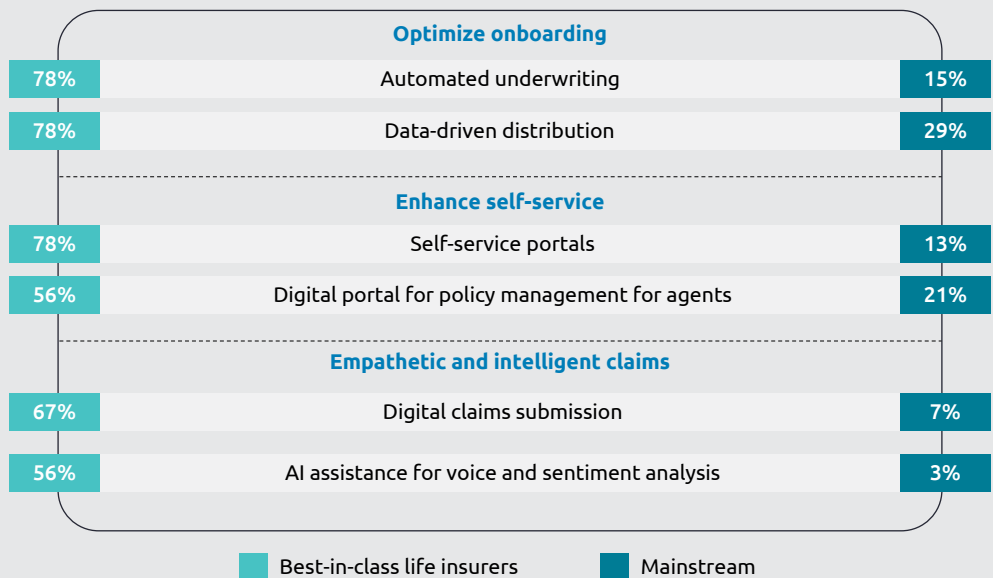 Optimize onboarding
78% Automated underwriting 15%
78% Data-driven distribution 29%
Enhance self-service
78% Self-service portals 13%
56% Digital portal for policy management for agents 21%
Empathetic and intelligent claims
67% Digital claims submission 7%
56% AI assistance for voice and sentiment analysis 3%
Best-in-class life insurers Mainstream